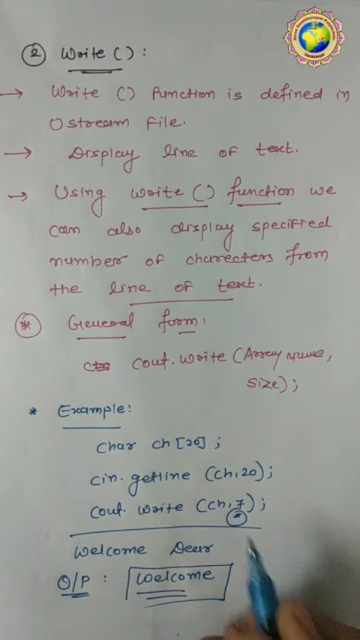 ② Write () :
→ Write () Function is defined in
Ostream File.
→ Display line of text.
→ Using write () function we
can also display specified
number of charecters from
the line of text.
* General form:
cout.write (Array Name,
Size);
* Example:
char ch [20] ;
cin. getline (ch, 20);
cout. write (ch, 7);
Welcome Dear
O/P : Welcome